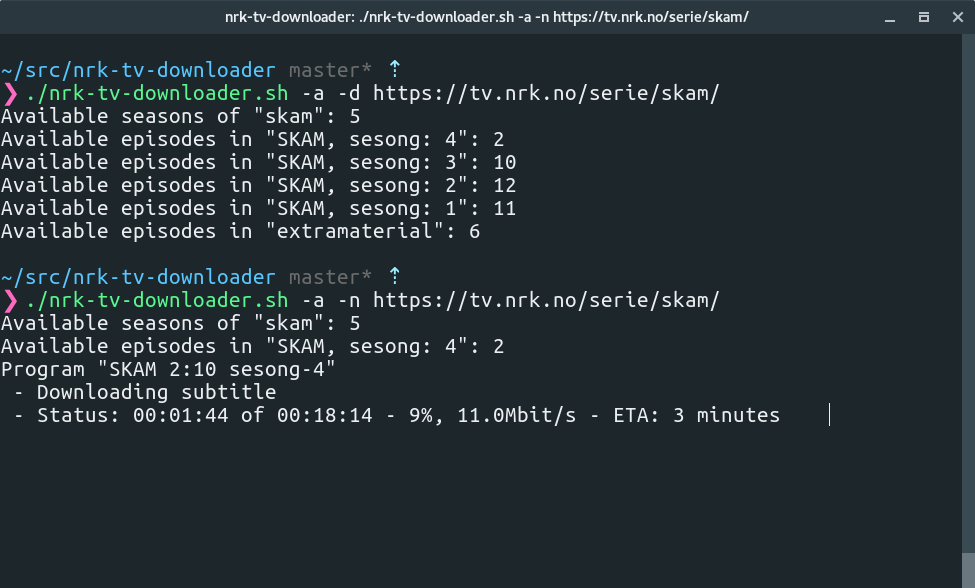 nrk-tv-downloader: ./nrk-tv-downloader.sh -a -n https://tv.nrk.no/serie/skam/
~/src/nrk-tv-downloader master* ⇡
❯ ./nrk-tv-downloader.sh -a -d https://tv.nrk.no/serie/skam/
Available seasons of "skam": 5
Available episodes in "SKAM, sesong: 4": 2
Available episodes in "SKAM, sesong: 3": 10
Available episodes in "SKAM, sesong: 2": 12
Available episodes in "SKAM, sesong: 1": 11
Available episodes in "extramaterial": 6
~/src/nrk-tv-downloader master* ⇡
❯ ./nrk-tv-downloader.sh -a -n https://tv.nrk.no/serie/skam/
Available seasons of "skam": 5
Available episodes in "SKAM, sesong: 4": 2
Program "SKAM 2:10 sesong-4"
- Downloading subtitle
- Status: 00:01:44 of 00:18:14 - 9%, 11.0Mbit/s - ETA: 3 minutes